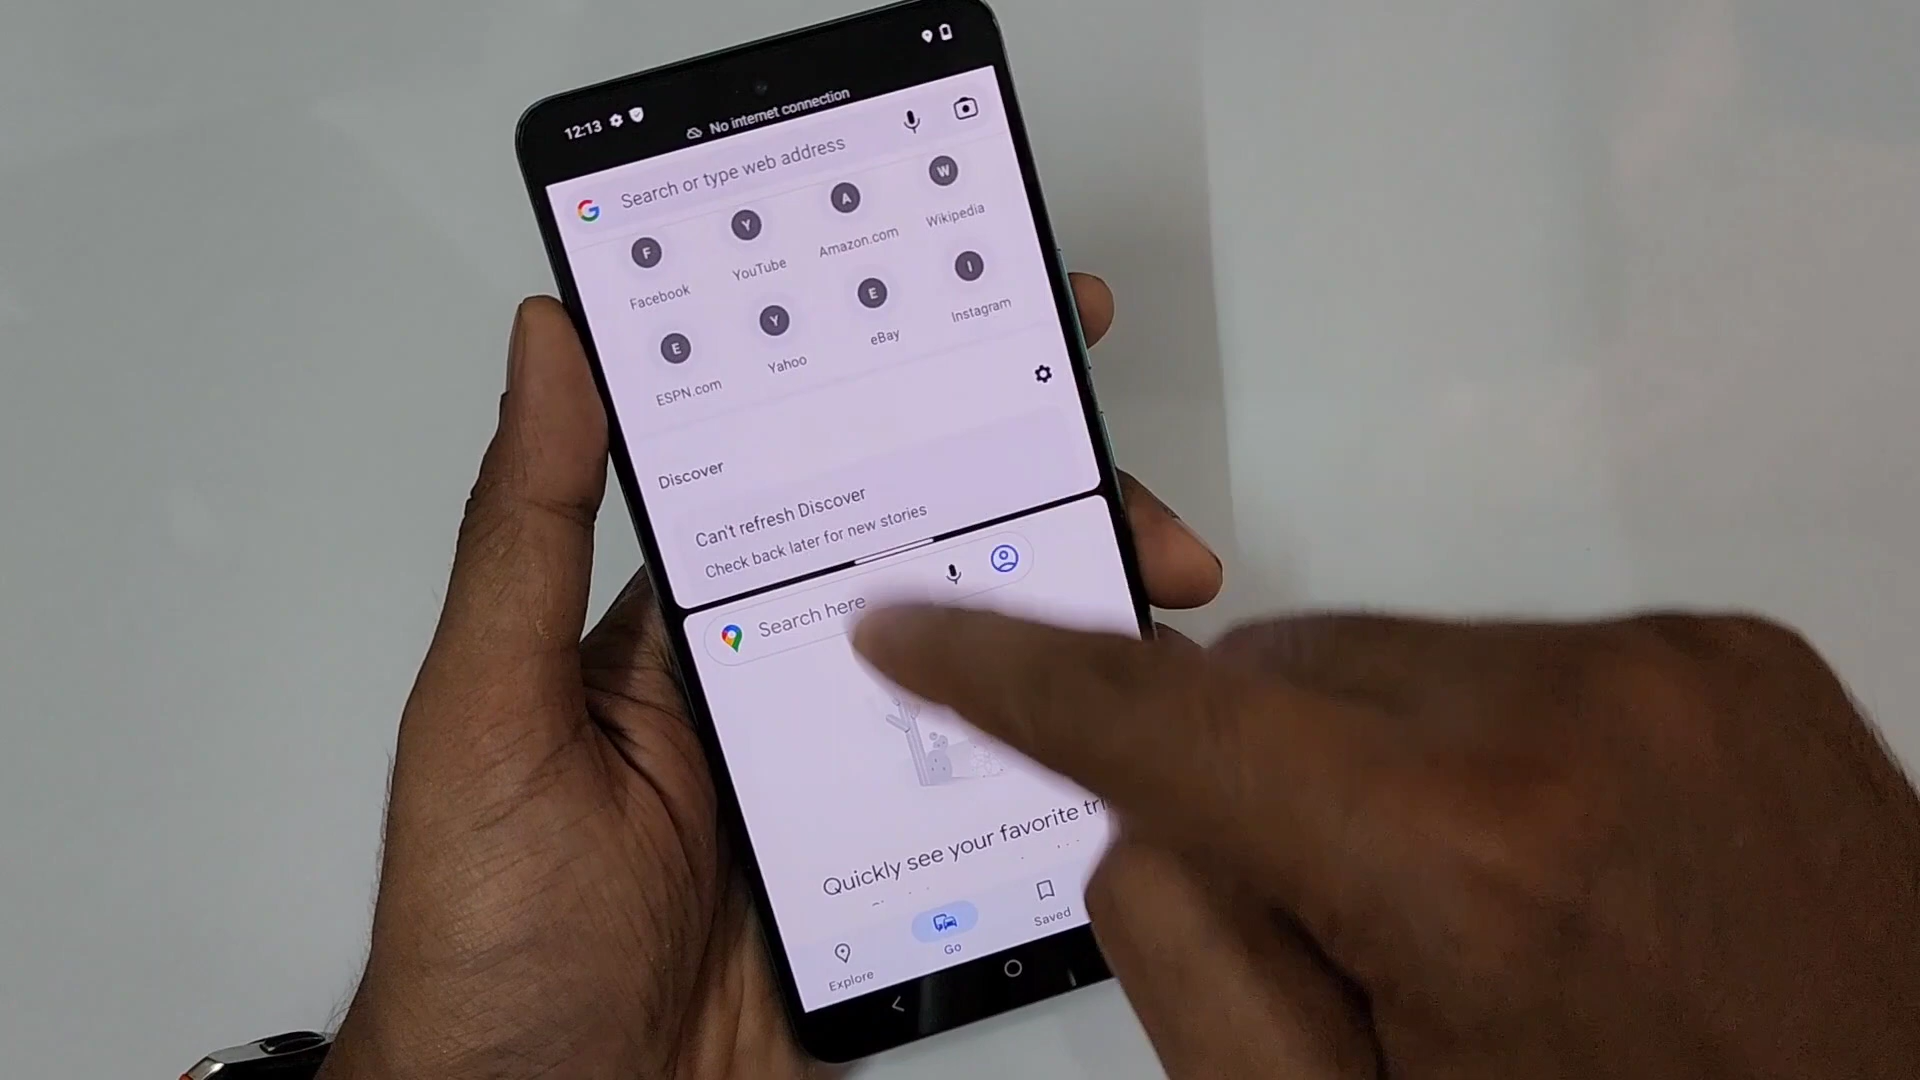 12:13
No internet connection
Search or type web address
F Y A W
Facebook YouTube Amazon.com Wikipedia
E Y E I
ESPN.com Yahoo eBay Instagram
Discover
Can't refresh Discover
Check back later for new stories
Search here
Quickly see your favorite
Explore Go Saved